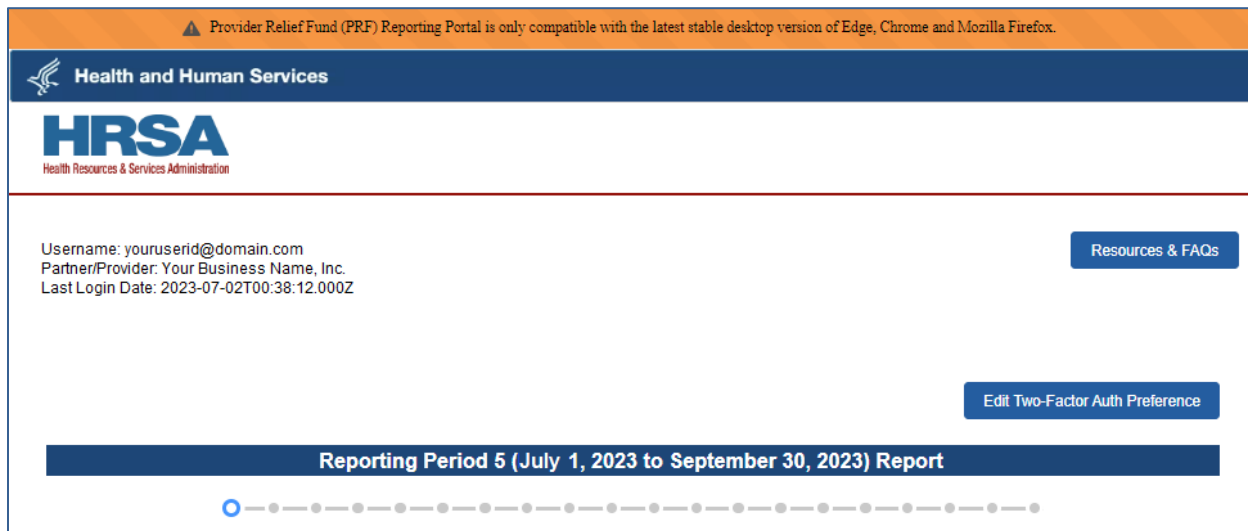 Provider Relief Fund (PRF) Reporting Portal is only compatible with the latest stable desktop version of Edge, Chrome and Mozilla Firefox.
Health and Human Services
HRSA
Health Resources & Services Administration
Username: youruserid@domain.com
Partner/Provider: Your Business Name, Inc.
Last Login Date: 2023-07-02T00:38:12.000Z
Resources & FAQs
Edit Two-Factor Auth Preference
Reporting Period 5 (July 1, 2023 to September 30, 2023) Report